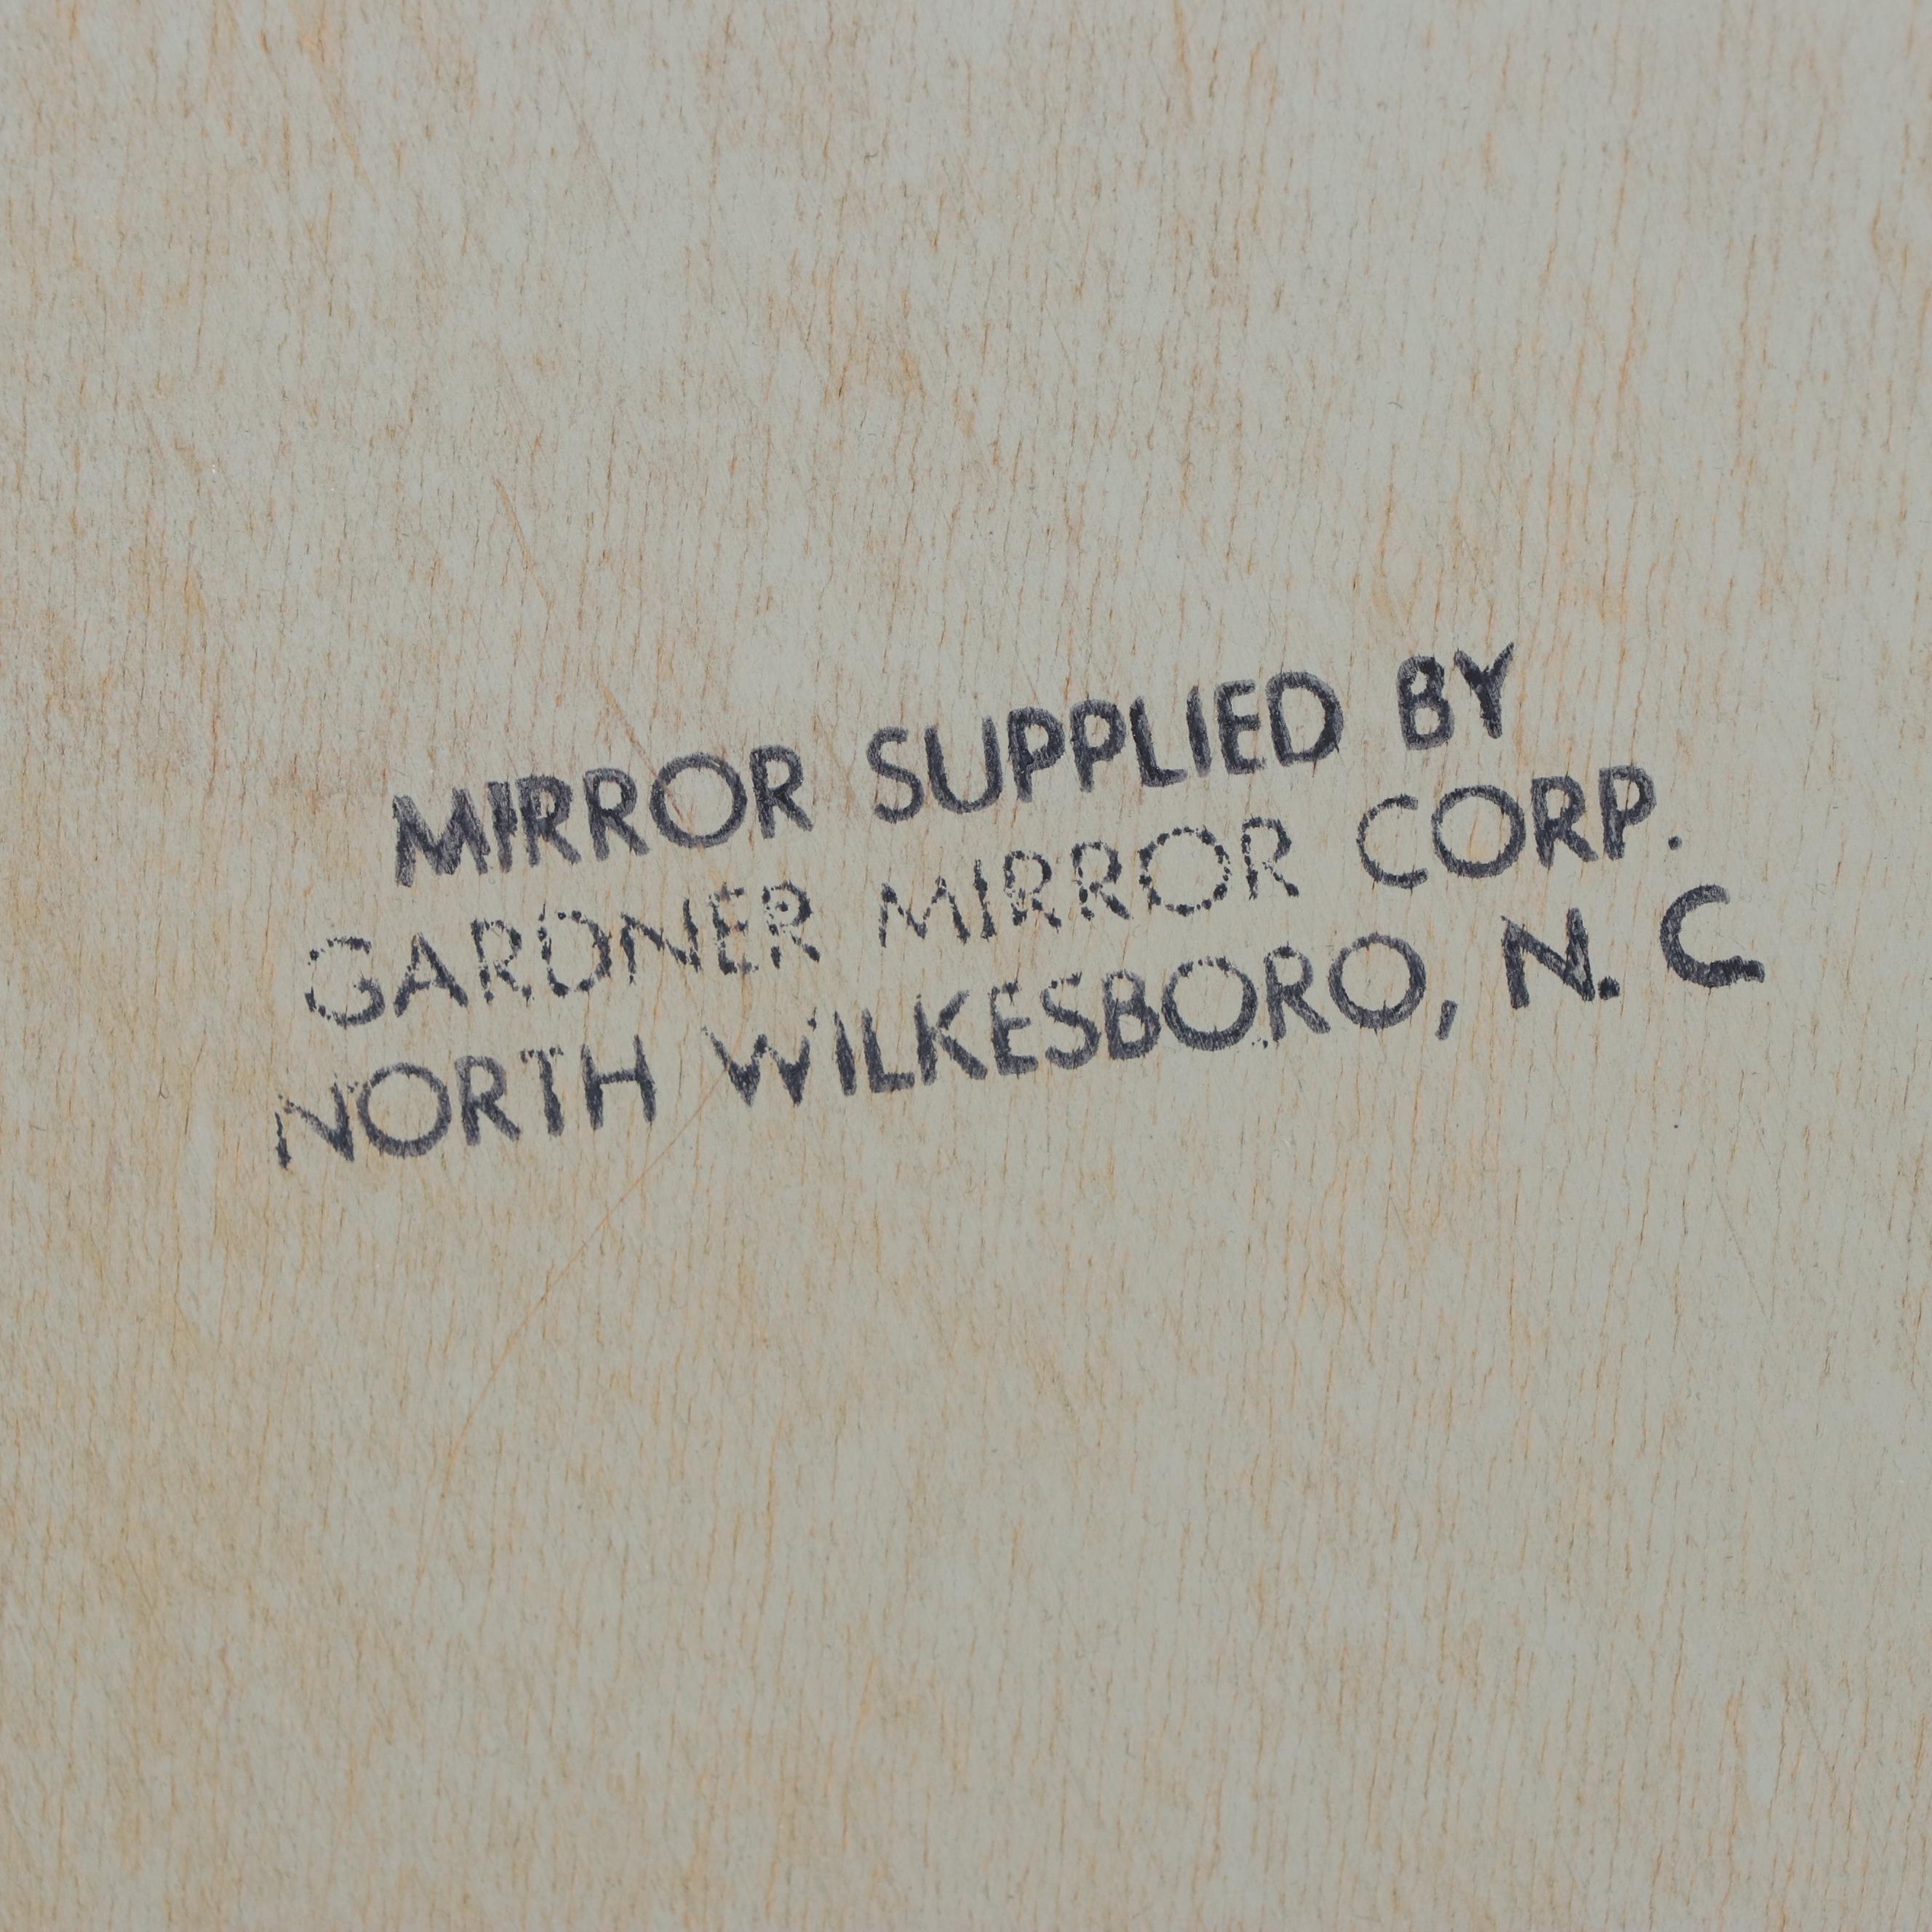 MIRROR SUPPLIED BY
GARDNER MIRROR CORP.
NORTH WILKESBORO, N. C.